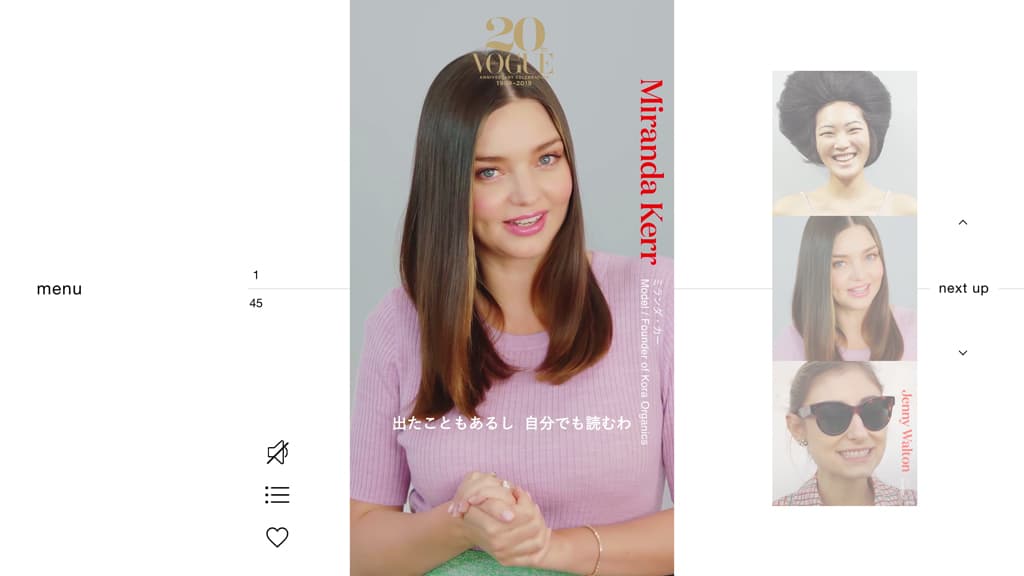 menu
1
45
20
VOGUE
ANNIVERSARY CELEBRATION
1999-2019
Miranda Kerr
ミランダ・カー
Model / Founder of Kora Organics
出たこともあるし 自分でも読むわ
Jenny Walton
next up